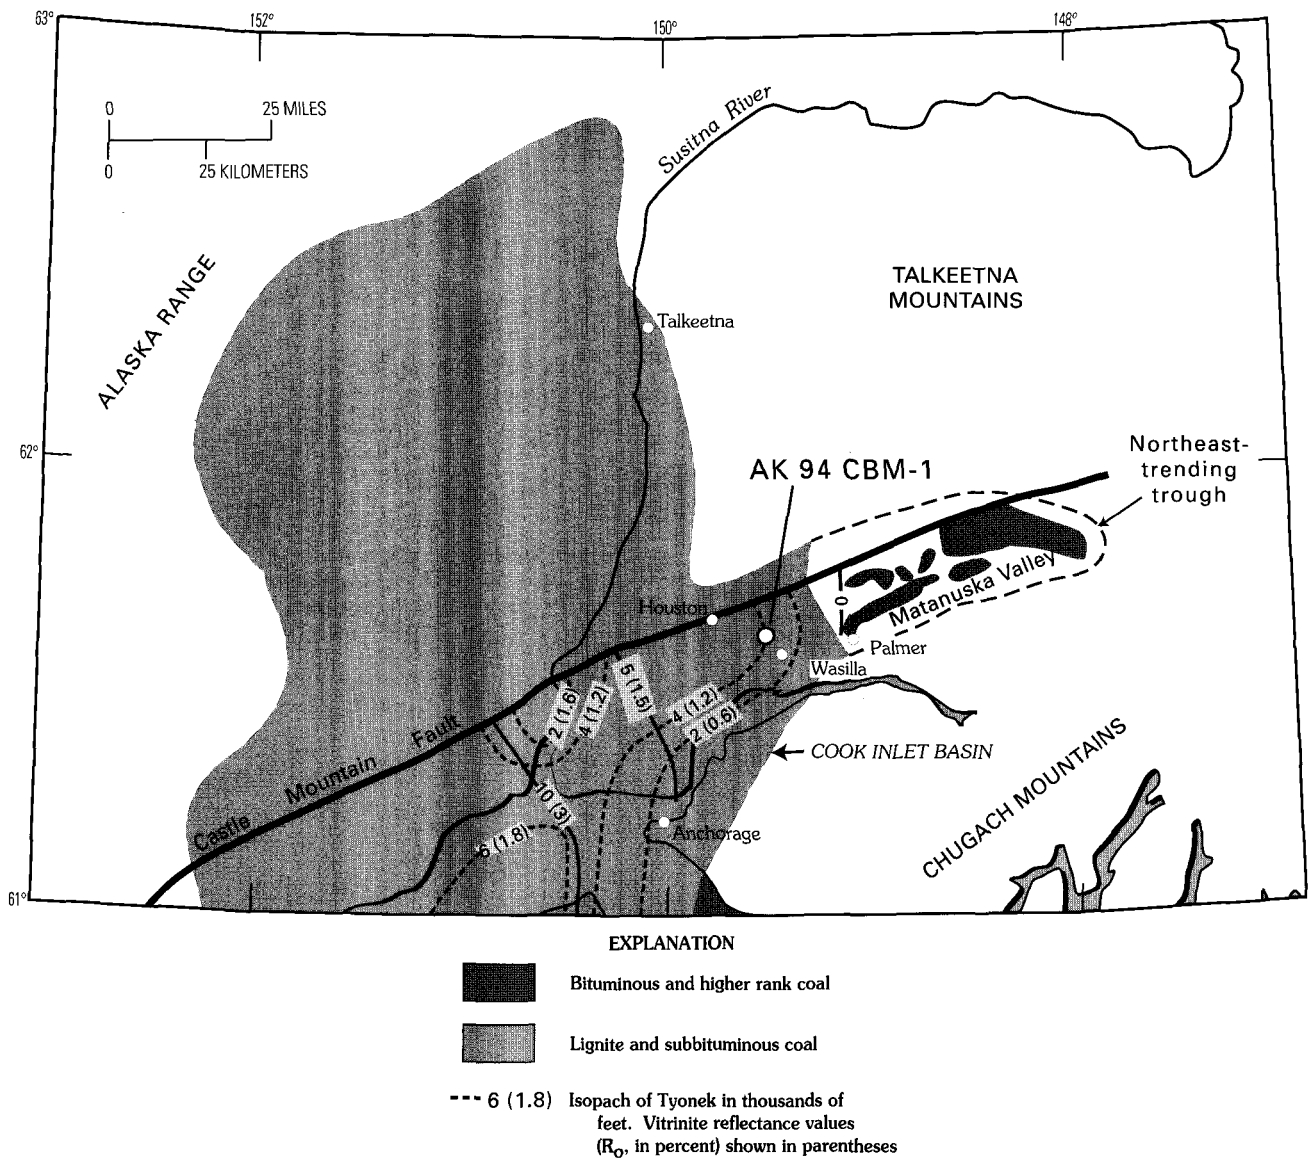 63°
152°
150°
148°
0
25 MILES
0
25 KILOMETERS
Susitna River
ALASKA RANGE
TALKEETNA
MOUNTAINS
Talkeetna
62°
Northeast-
trending
trough
AK 94 CBM-1
Houston
0
Matanuska Valley
Palmer
Wasilla
5 (1.5)
2 (1.6)
4 (1.2)
4 (1.2)
2 (0.6)
Castle Mountain Fault
COOK INLET BASIN
10 (3)
6 (1.8)
Anchorage
CHUGACH MOUNTAINS
61°
EXPLANATION
Bituminous and higher rank coal
Lignite and subbituminous coal
6 (1.8)
Isopach of Tyonek in thousands of
feet. Vitrinite reflectance values
(Ro, in percent) shown in parentheses